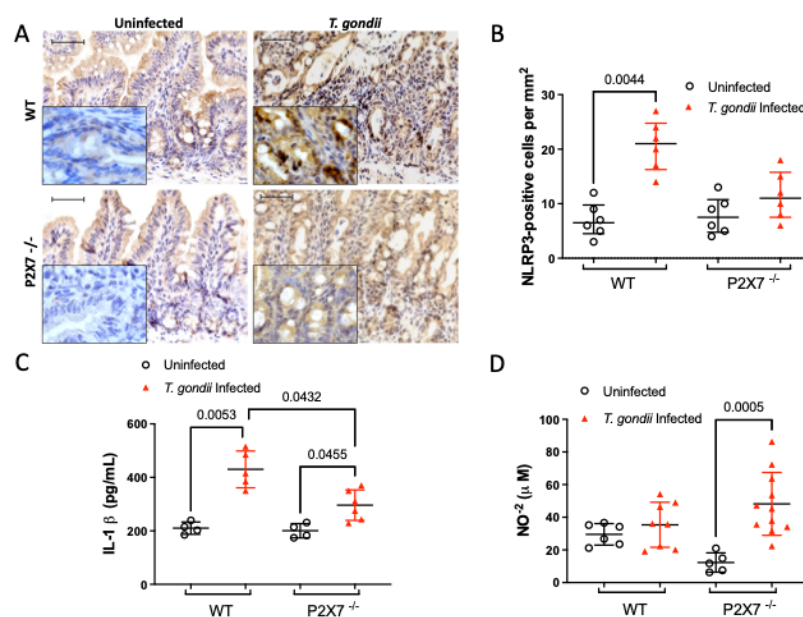 A
Uninfected
T. gondii
WT
P2X7 -/-
B
NLRP3-positive cells per mm²
30
20
10
0
0.0044
Uninfected
T. gondii Infected
WT
P2X7 -/-
C
Uninfected
T. gondii Infected
IL-1 β (pg/mL)
600
400
200
0
0.0053
0.0432
0.0455
WT
P2X7 -/-
D
Uninfected
T. gondii Infected
NO⁻² (μ M)
100
80
60
40
20
0
0.0005
WT
P2X7 -/-